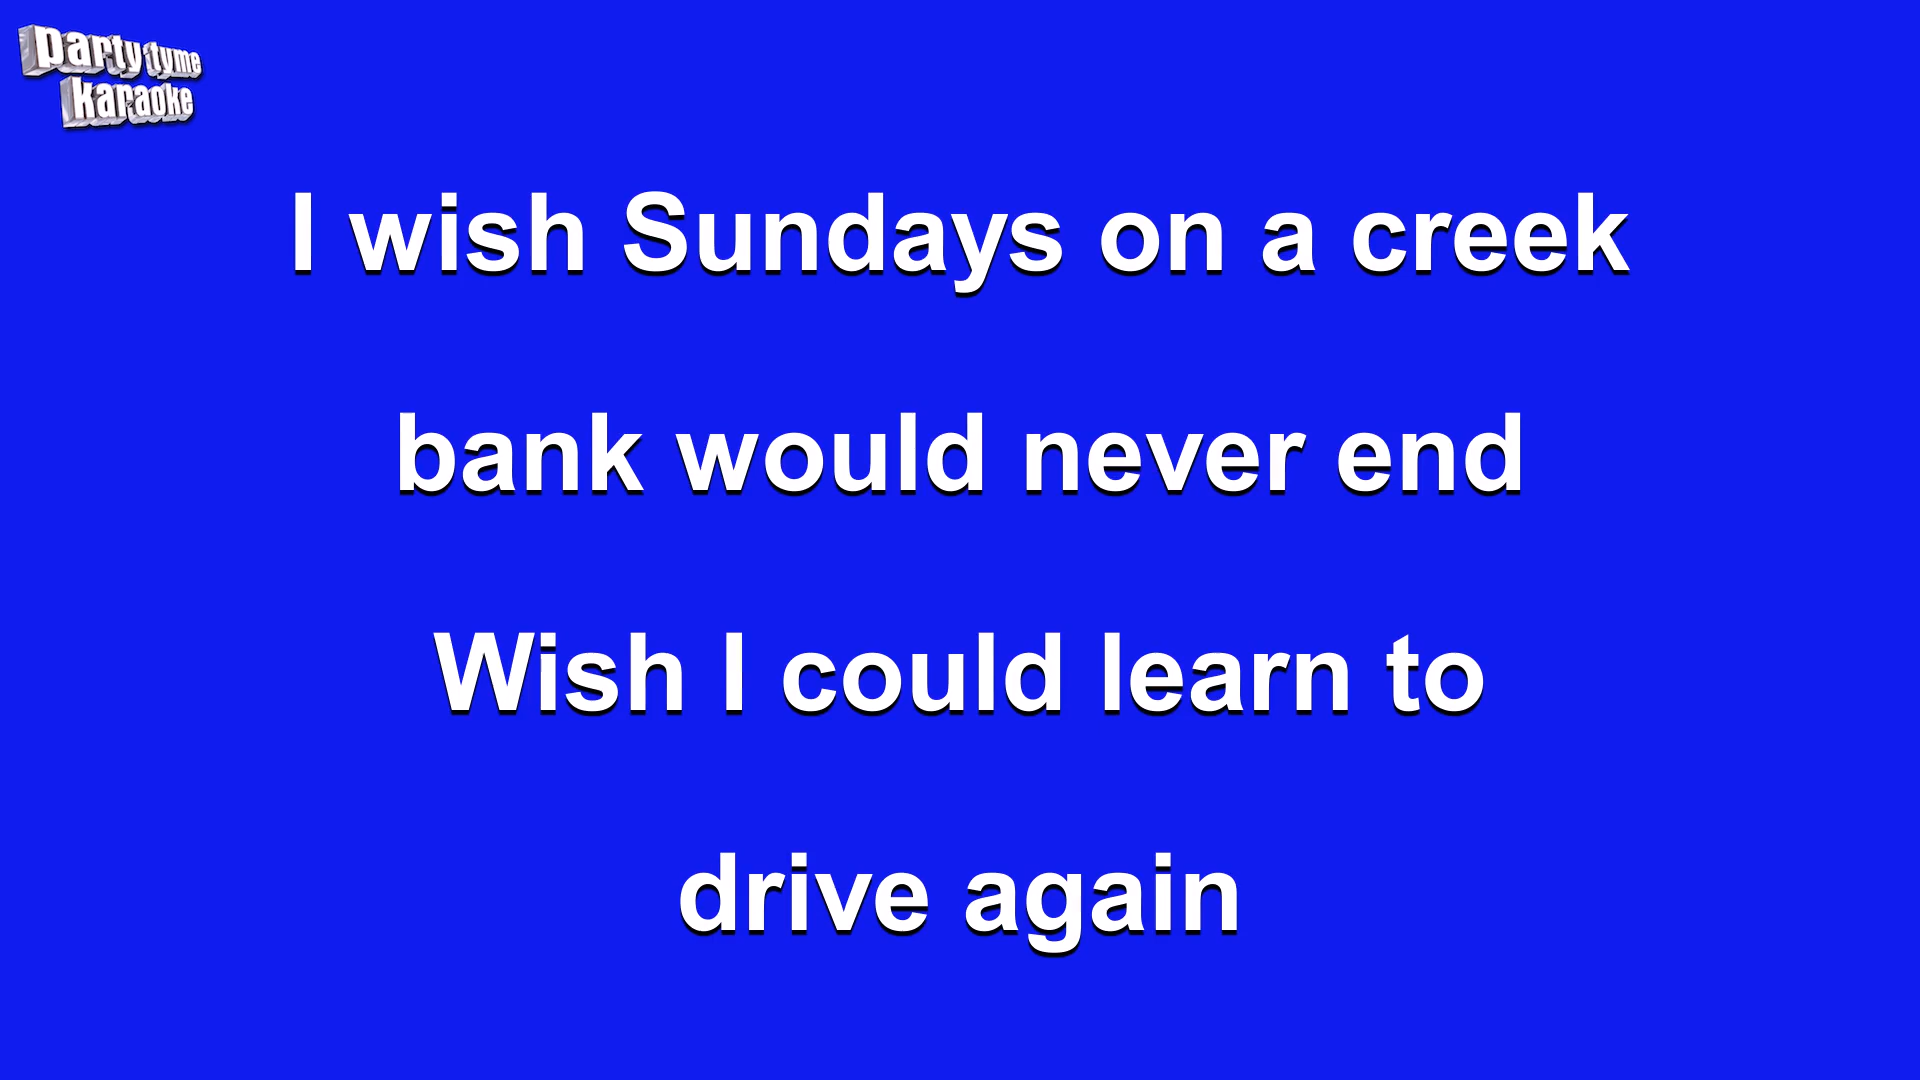 party tyme
karaoke
I wish Sundays on a creek
bank would never end
Wish I could learn to
drive again